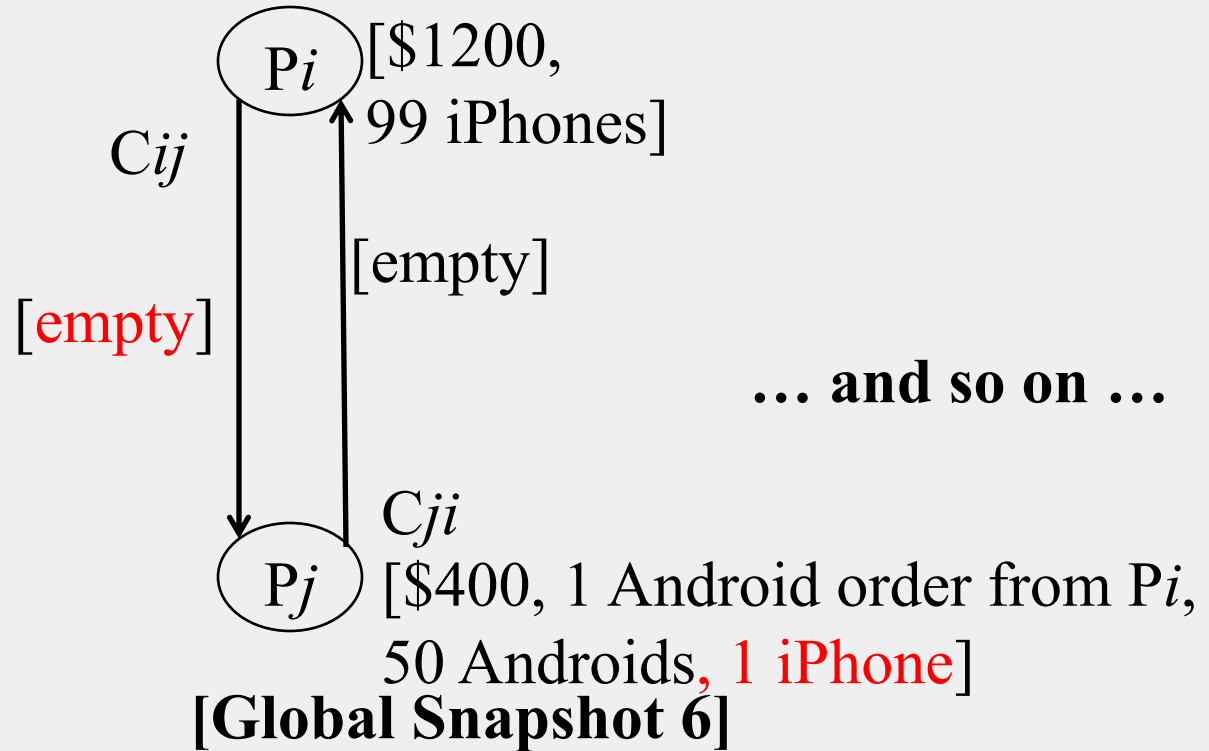 Pi [$1200,
99 iPhones]
Cij
[empty]
[empty]
… and so on …
Cji
Pj [$400, 1 Android order from Pi,
50 Androids, 1 iPhone]
[Global Snapshot 6]